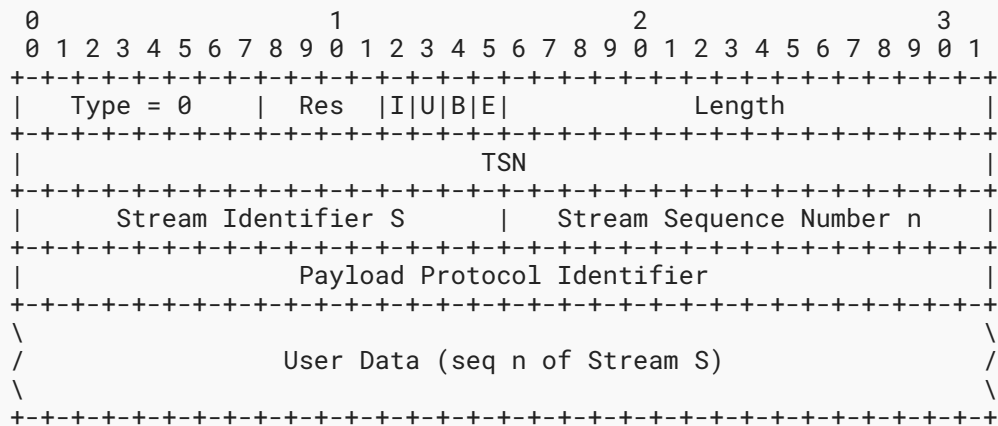 0                   1                   2                   3
 0 1 2 3 4 5 6 7 8 9 0 1 2 3 4 5 6 7 8 9 0 1 2 3 4 5 6 7 8 9 0 1
+-+-+-+-+-+-+-+-+-+-+-+-+-+-+-+-+-+-+-+-+-+-+-+-+-+-+-+-+-+-+-+-+
|   Type = 0    |  Res  |I|U|B|E|            Length             |
+-+-+-+-+-+-+-+-+-+-+-+-+-+-+-+-+-+-+-+-+-+-+-+-+-+-+-+-+-+-+-+-+
|                              TSN                              |
+-+-+-+-+-+-+-+-+-+-+-+-+-+-+-+-+-+-+-+-+-+-+-+-+-+-+-+-+-+-+-+-+
|      Stream Identifier S      |   Stream Sequence Number n    |
+-+-+-+-+-+-+-+-+-+-+-+-+-+-+-+-+-+-+-+-+-+-+-+-+-+-+-+-+-+-+-+-+
|                  Payload Protocol Identifier                  |
+-+-+-+-+-+-+-+-+-+-+-+-+-+-+-+-+-+-+-+-+-+-+-+-+-+-+-+-+-+-+-+-+
\                                                               \
/                 User Data (seq n of Stream S)                 /
\                                                               \
+-+-+-+-+-+-+-+-+-+-+-+-+-+-+-+-+-+-+-+-+-+-+-+-+-+-+-+-+-+-+-+-+